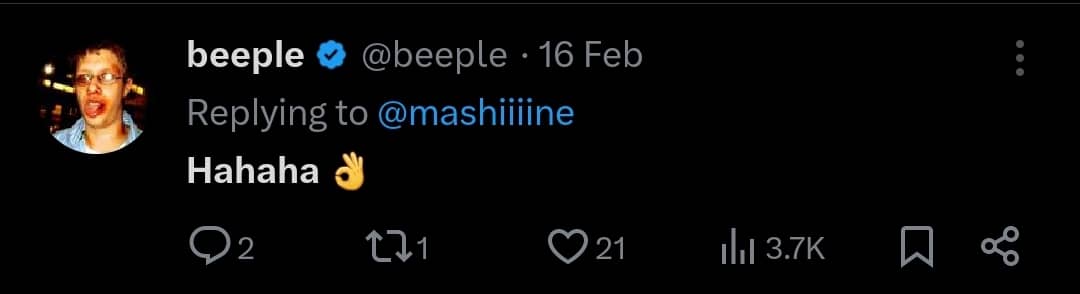 beeple @beeple · 16 Feb
Replying to @mashiiiine
Hahaha 👌
2 1 21 3.7K